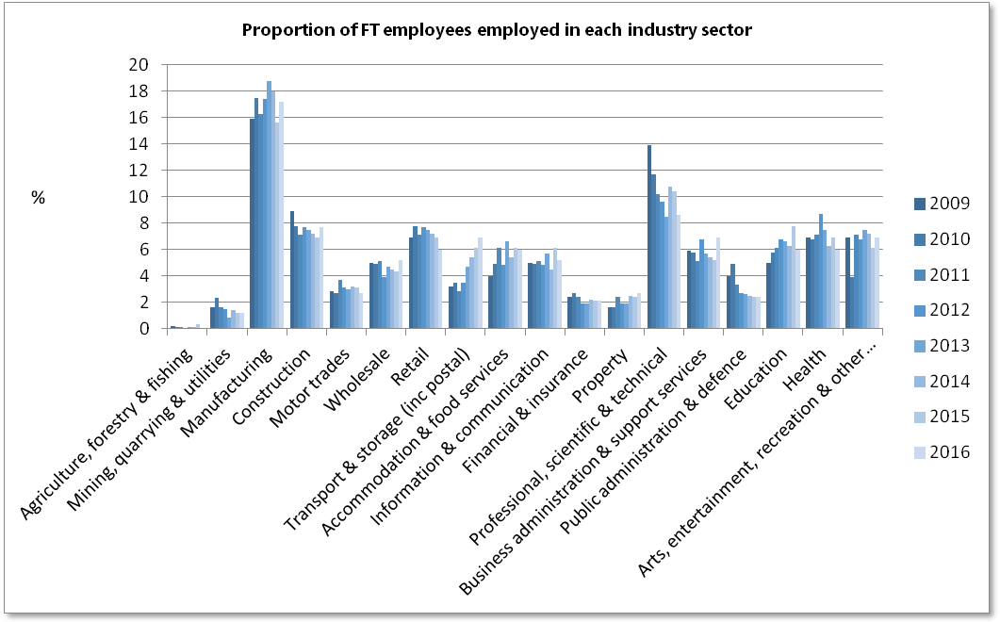 Proportion of FT employees employed in each industry sector
20
18
16
14
12
10
8
6
4
2
0
%
Agriculture, forestry & fishing
Mining, quarrying & utilities
Manufacturing
Construction
Motor trades
Wholesale
Retail
Transport & storage (inc postal)
Accommodation & food services
Information & communication
Financial & insurance
Property
Professional, scientific & technical
Business administration & support services
Public administration & defence
Education
Health
Arts, entertainment, recreation & other...
2009
2010
2011
2012
2013
2014
2015
2016